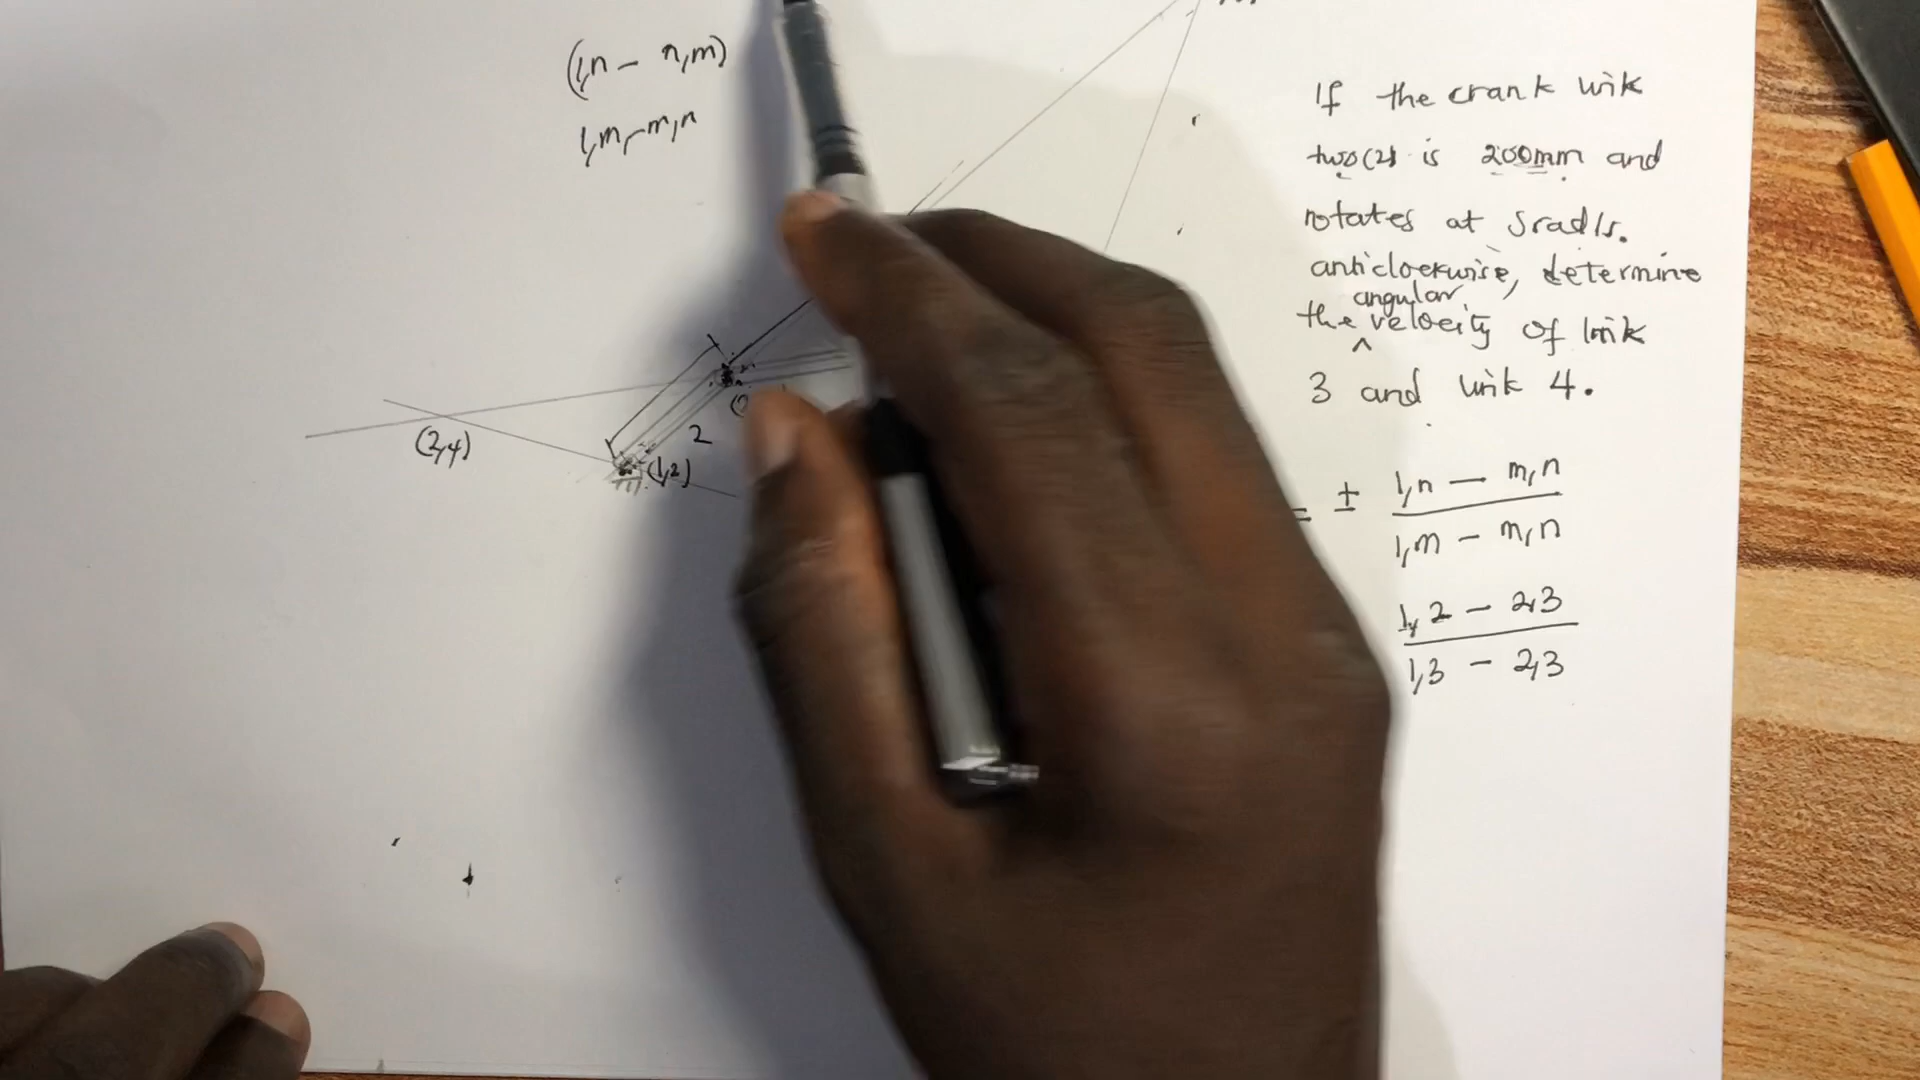 (1,n - n,m)
1,m - m,n
(2,4)
2
(1,2)
If the crank link
two (2) is 200mm and
rotates at 5rad/s.
anticlockwise, determine
angular
the ^ velocity of link
3 and link 4.
= ± 1,n - m,n
1,m - m,n
1,2 - 2,3
1,3 - 2,3